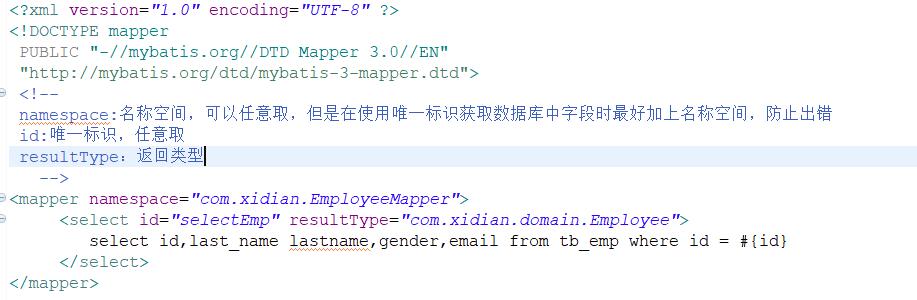 <?xml version="1.0" encoding="UTF-8" ?>
<!DOCTYPE mapper
PUBLIC "-//mybatis.org//DTD Mapper 3.0//EN"
"http://mybatis.org/dtd/mybatis-3-mapper.dtd">
<!--
namespace:名称空间，可以任意取，但是在使用唯一标识获取数据库中字段时最好加上名称空间，防止出错
id:唯一标识，任意取
resultType：返回类型
-->
<mapper namespace="com.xidian.EmployeeMapper">
<select id="selectEmp" resultType="com.xidian.domain.Employee">
select id,last_name lastname,gender,email from tb_emp where id = #{id}
</select>
</mapper>